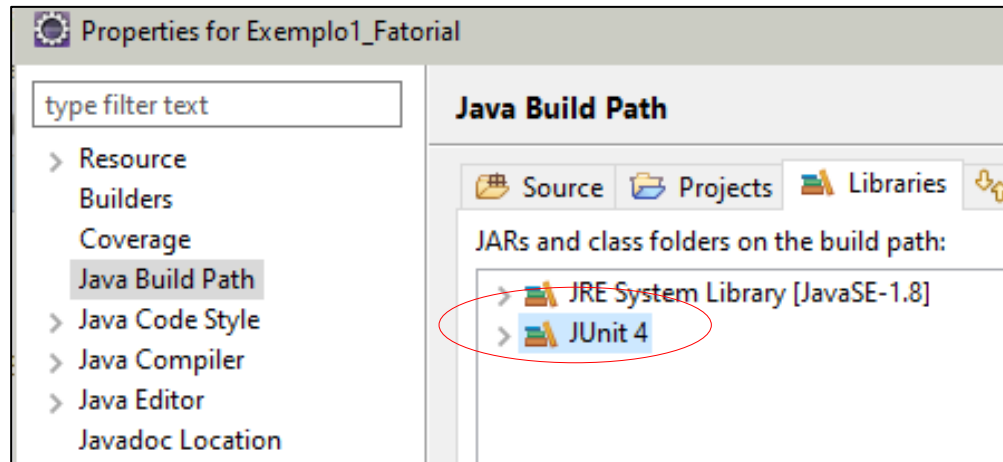 Properties for Exemplo1_Fatorial
type filter text
Resource
Builders
Coverage
Java Build Path
Java Code Style
Java Compiler
Java Editor
Javadoc Location
Java Build Path
Source Projects Libraries
JARs and class folders on the build path:
JRE System Library [JavaSE-1.8]
JUnit 4